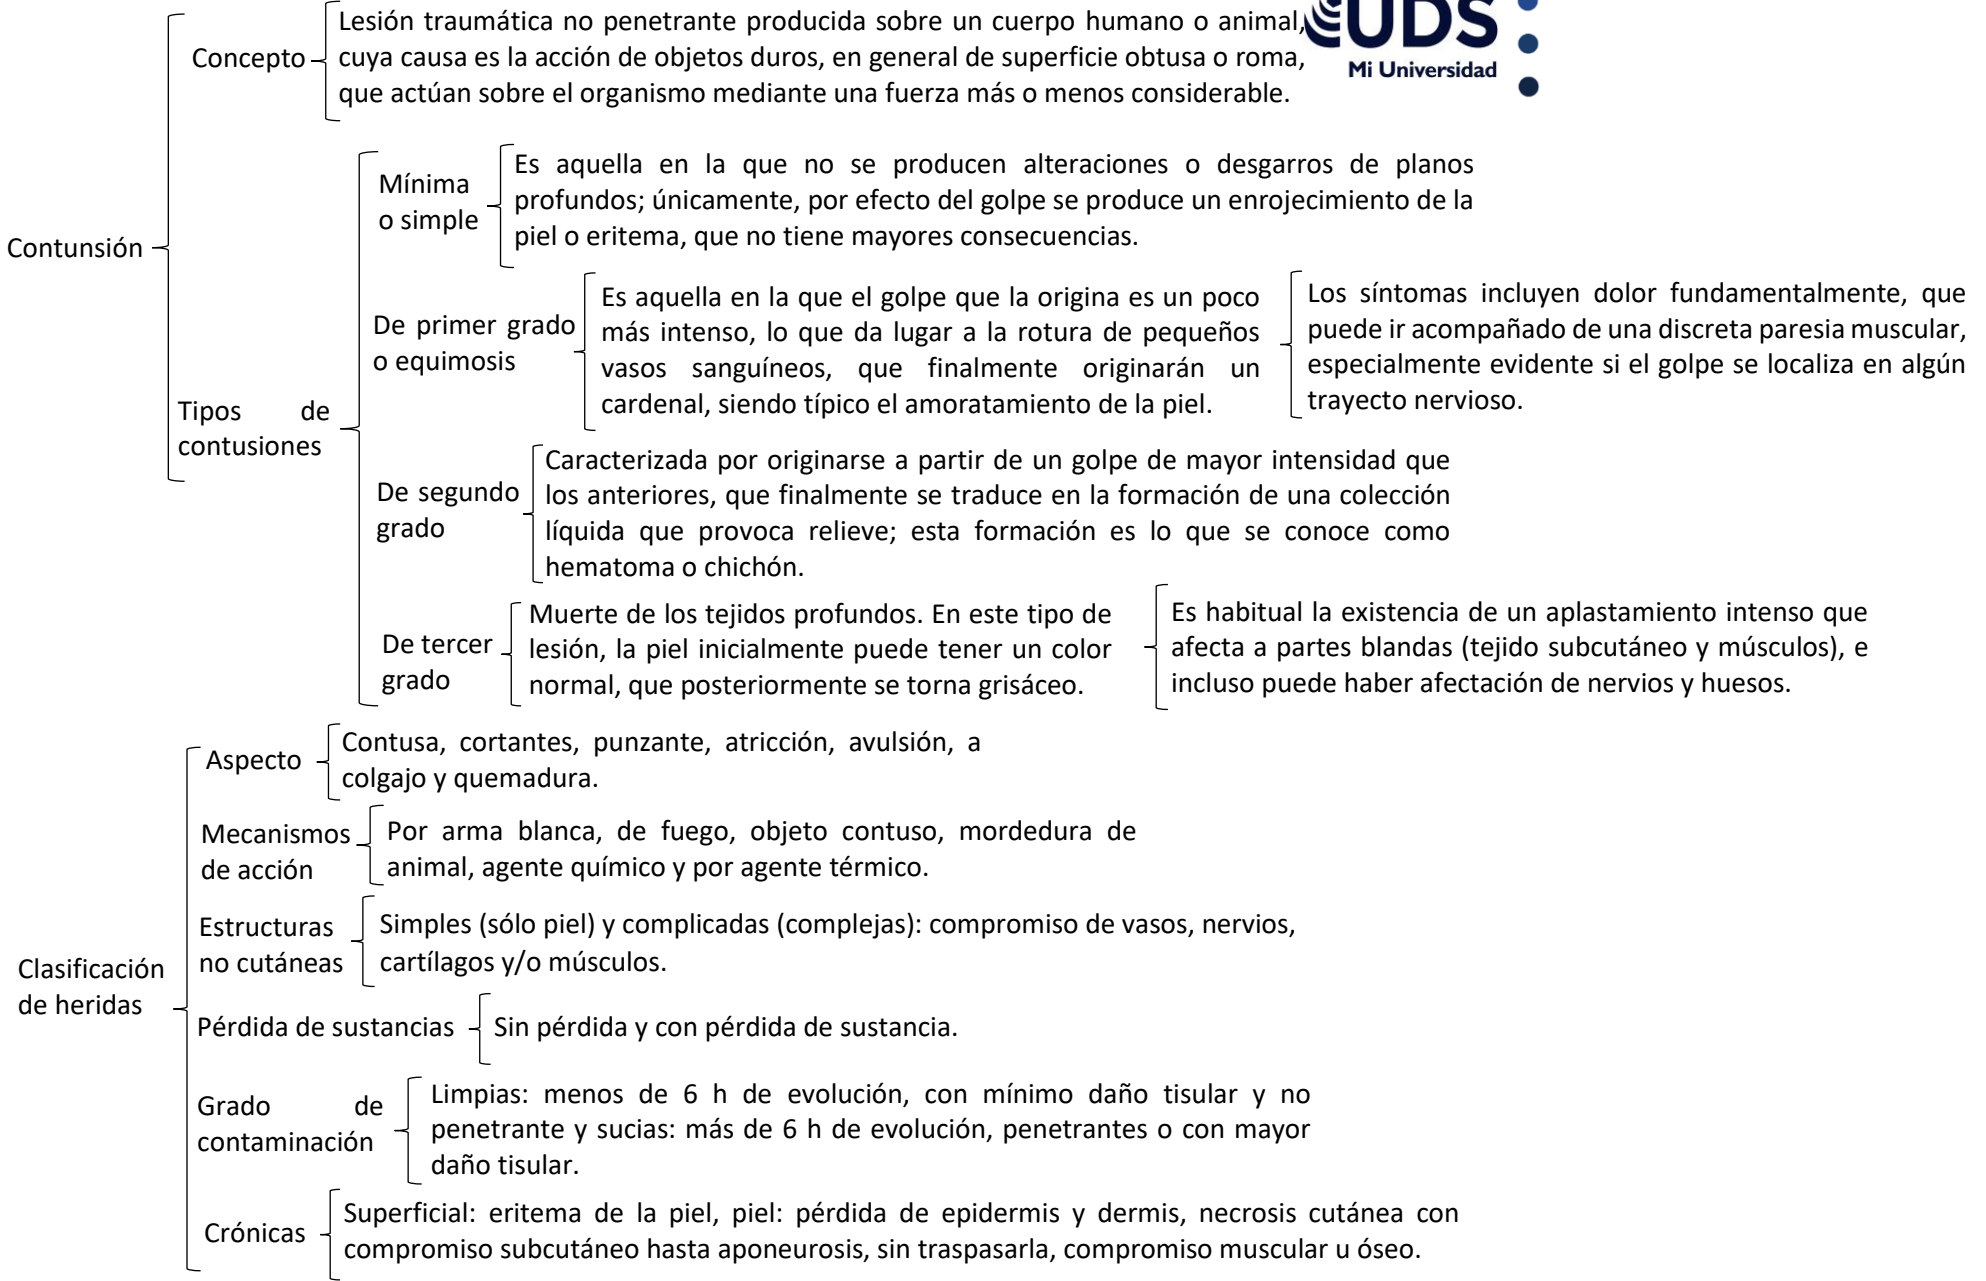 UDS
Mi Universidad
Contunsión
Concepto
Lesión traumática no penetrante producida sobre un cuerpo humano o animal,
cuya causa es la acción de objetos duros, en general de superficie obtusa o roma,
que actúan sobre el organismo mediante una fuerza más o menos considerable.
Tipos de
contusiones
Mínima
o simple
Es aquella en la que no se producen alteraciones o desgarros de planos
profundos; únicamente, por efecto del golpe se produce un enrojecimiento de la
piel o eritema, que no tiene mayores consecuencias.
De primer grado
o equimosis
Es aquella en la que el golpe que la origina es un poco
más intenso, lo que da lugar a la rotura de pequeños
vasos sanguíneos, que finalmente originarán un
cardenal, siendo típico el amoratamiento de la piel.
Los síntomas incluyen dolor fundamentalmente, que
puede ir acompañado de una discreta paresia muscular,
especialmente evidente si el golpe se localiza en algún
trayecto nervioso.
De segundo
grado
Caracterizada por originarse a partir de un golpe de mayor intensidad que
los anteriores, que finalmente se traduce en la formación de una colección
líquida que provoca relieve; esta formación es lo que se conoce como
hematoma o chichón.
De tercer
grado
Muerte de los tejidos profundos. En este tipo de
lesión, la piel inicialmente puede tener un color
normal, que posteriormente se torna grisáceo.
Es habitual la existencia de un aplastamiento intenso que
afecta a partes blandas (tejido subcutáneo y músculos), e
incluso puede haber afectación de nervios y huesos.
Clasificación
de heridas
Aspecto
Contusa, cortantes, punzante, atricción, avulsión, a
colgajo y quemadura.
Mecanismos
de acción
Por arma blanca, de fuego, objeto contuso, mordedura de
animal, agente químico y por agente térmico.
Estructuras
no cutáneas
Simples (sólo piel) y complicadas (complejas): compromiso de vasos, nervios,
cartílagos y/o músculos.
Pérdida de sustancias
Sin pérdida y con pérdida de sustancia.
Grado de
contaminación
Limpias: menos de 6 h de evolución, con mínimo daño tisular y no
penetrante y sucias: más de 6 h de evolución, penetrantes o con mayor
daño tisular.
Crónicas
Superficial: eritema de la piel, piel: pérdida de epidermis y dermis, necrosis cutánea con
compromiso subcutáneo hasta aponeurosis, sin traspasarla, compromiso muscular u óseo.